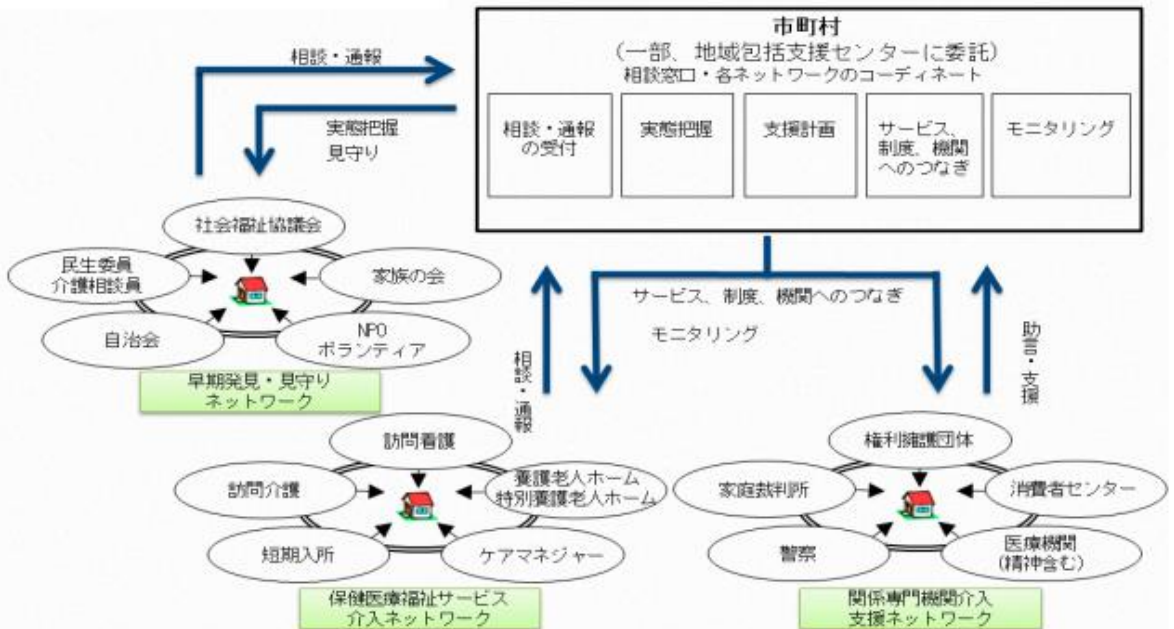 市町村
(一部、地域包括支援センターに委託)
相談窓口・各ネットワークのコーディネート
相談・通報
の受付
実態把握
支援計画
サービス、
制度、機関
へのつなぎ
モニタリング
相談・通報
実態把握
見守り
社会福祉協議会
民生委員
介護相談員
家族の会
自治会
NPO
ボランティア
早期発見・見守り
ネットワーク
サービス、制度、機関へのつなぎ
モニタリング
相談・通報
助言・支援
訪問看護
訪問介護
養護老人ホーム
特別養護老人ホーム
短期入所
ケアマネジャー
保健医療福祉サービス
介入ネットワーク
権利擁護団体
家庭裁判所
消費者センター
警察
医療機関
(精神含む)
関係専門機関介入
支援ネットワーク